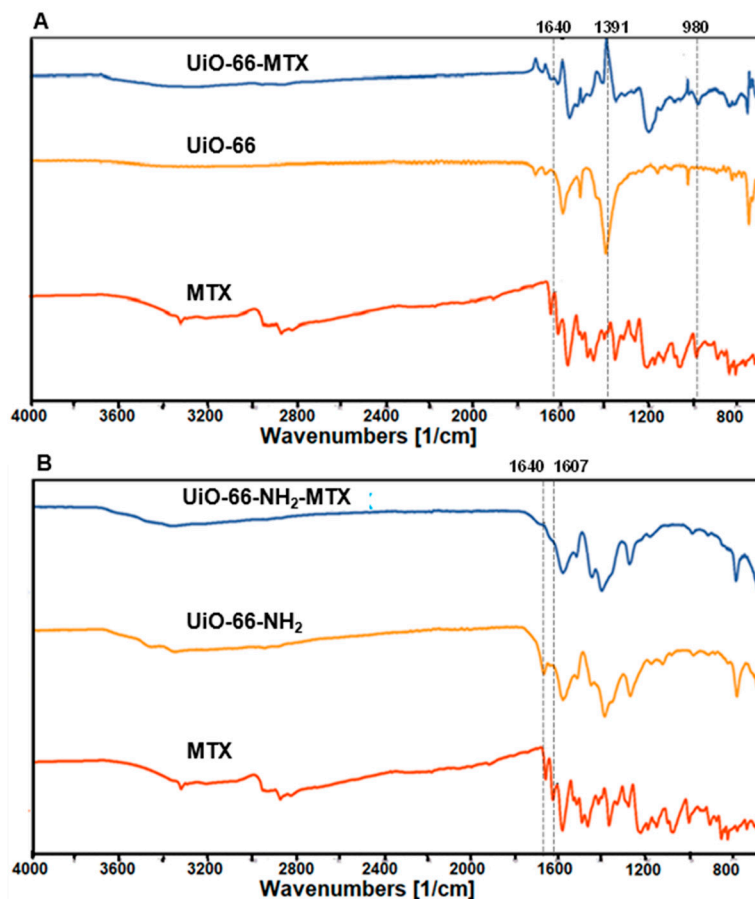 A
1640 1391 980
UiO-66-MTX
UiO-66
MTX
4000 3600 3200 2800 2400 2000 1600 1200 800
Wavenumbers [1/cm]
B
1640 1607
UiO-66-NH₂-MTX
UiO-66-NH₂
MTX
4000 3600 3200 2800 2400 2000 1600 1200 800
Wavenumbers [1/cm]